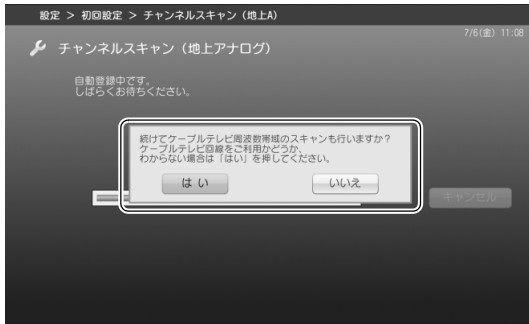 設定 > 初回設定 > チャンネルスキャン（地上A）
7/6(金) 11:08
チャンネルスキャン（地上アナログ）
自動登録中です。
しばらくお待ちください。
続けてケーブルテレビ周波数帯域のスキャンも行いますか？
ケーブルテレビ回線をご利用かどうか、
わからない場合は「はい」を押してください。
はい
いいえ
キャンセル